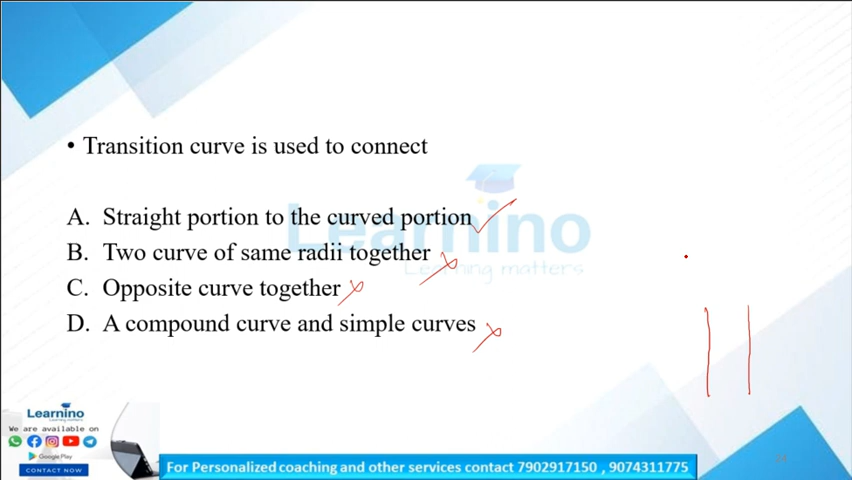 • Transition curve is used to connect
A. Straight portion to the curved portion
B. Two curve of same radii together
C. Opposite curve together
D. A compound curve and simple curves
Learnino
Learning matters
Learnino
Learning matters
We are available on
Google Play
CONTACT NOW
For Personalized coaching and other services contact 7902917150 , 9074311775